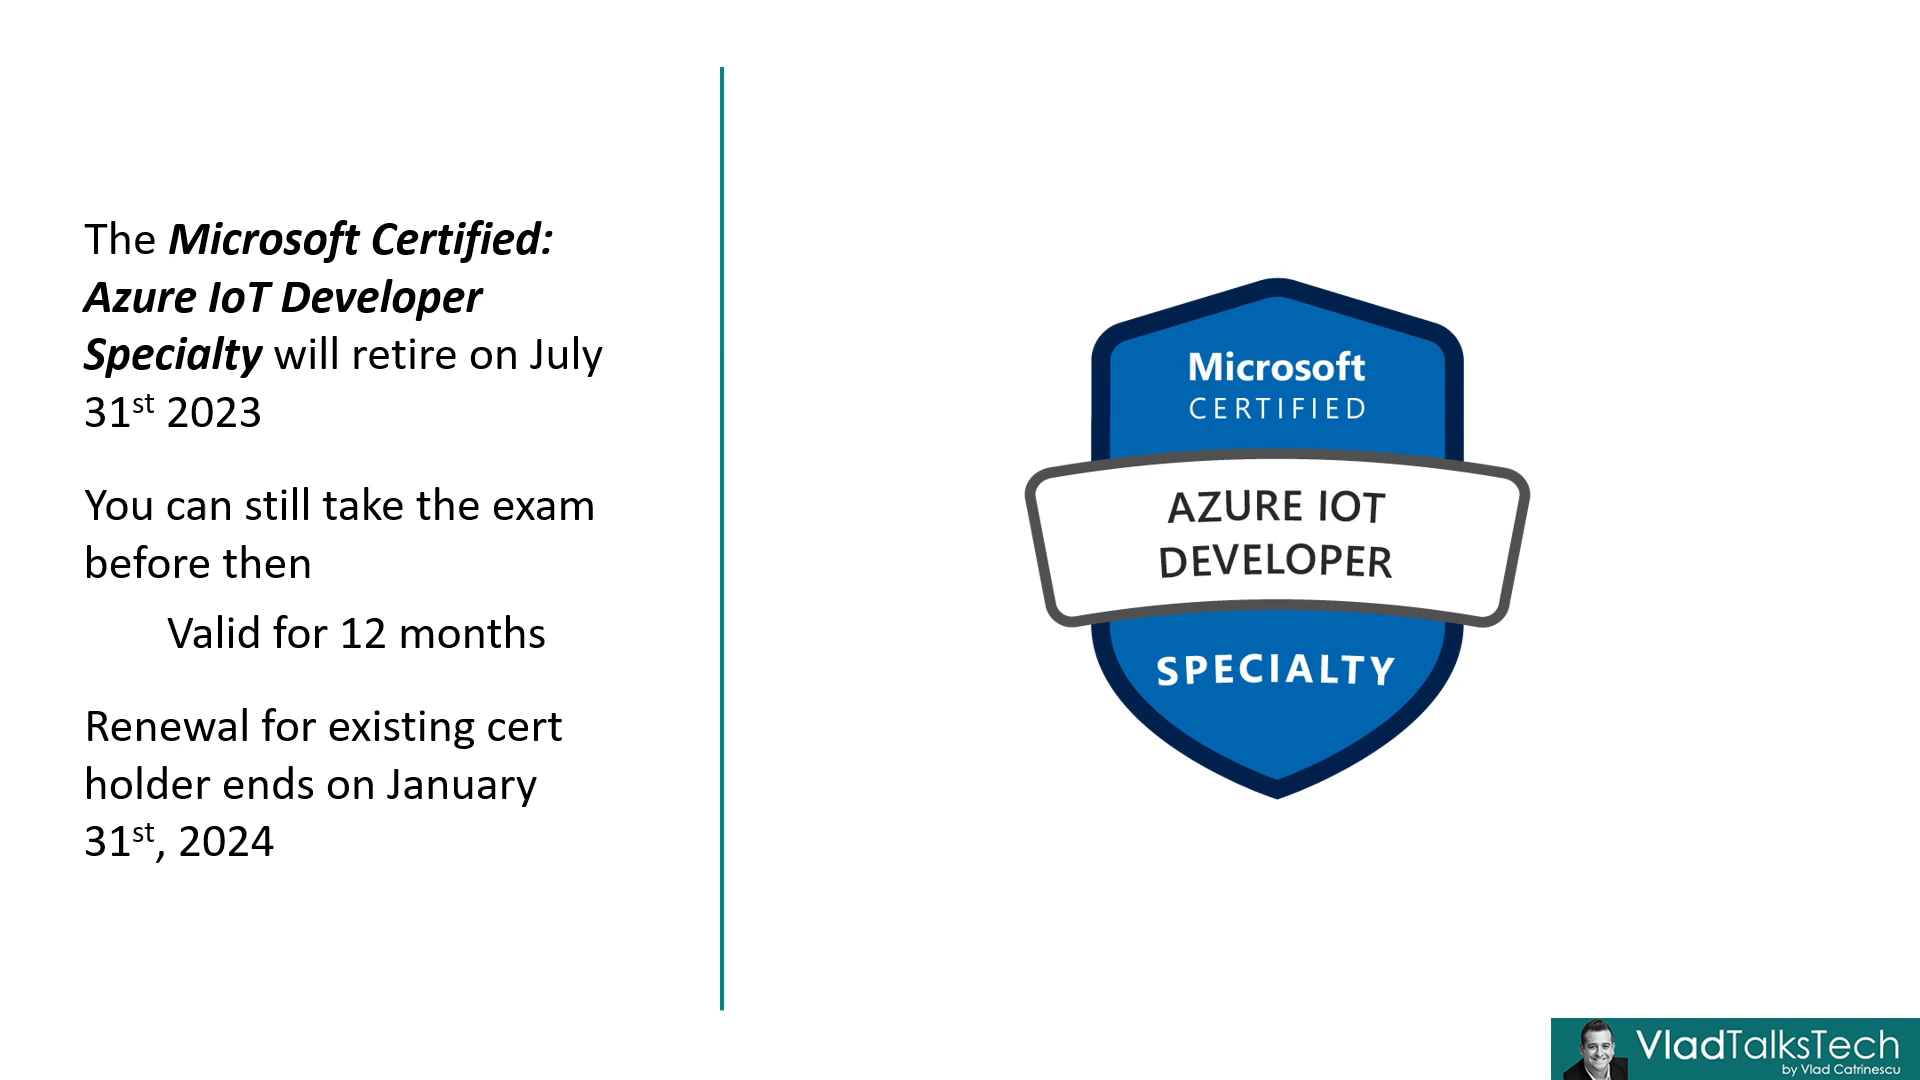 The Microsoft Certified:
Azure IoT Developer
Specialty will retire on July
31st 2023
You can still take the exam
before then
Valid for 12 months
Renewal for existing cert
holder ends on January
31st, 2024
Microsoft
CERTIFIED
AZURE IOT
DEVELOPER
SPECIALTY
VladTalksTech
by Vlad Catrinescu